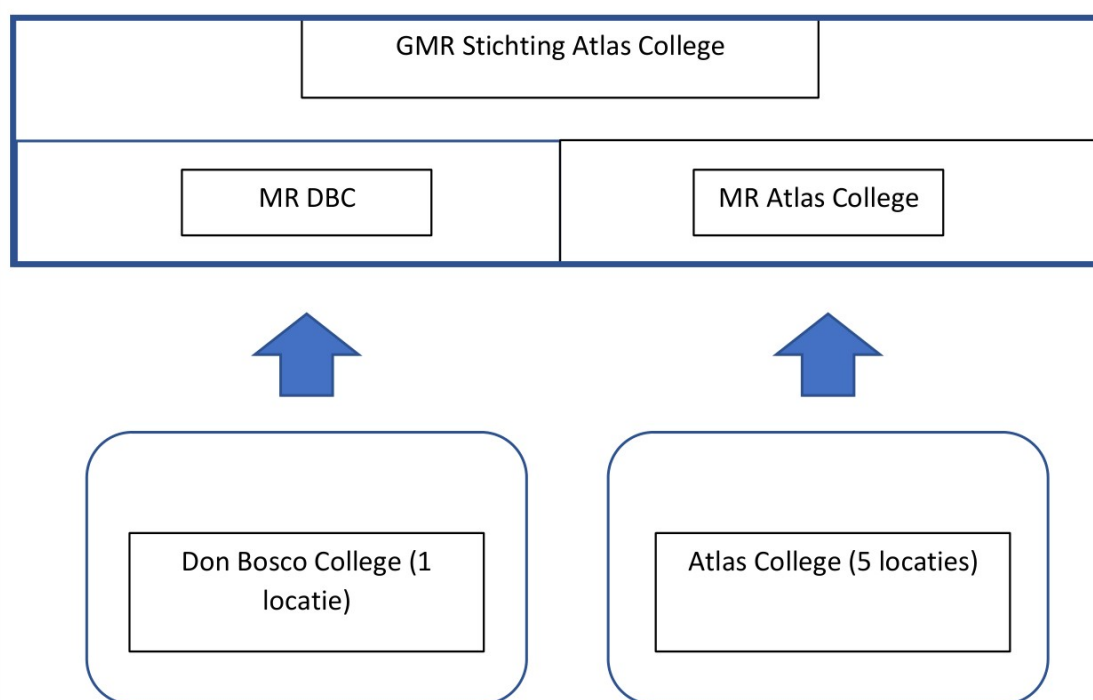 GMR Stichting Atlas College
MR DBC
MR Atlas College
Don Bosco College (1
locatie)
Atlas College (5 locaties)